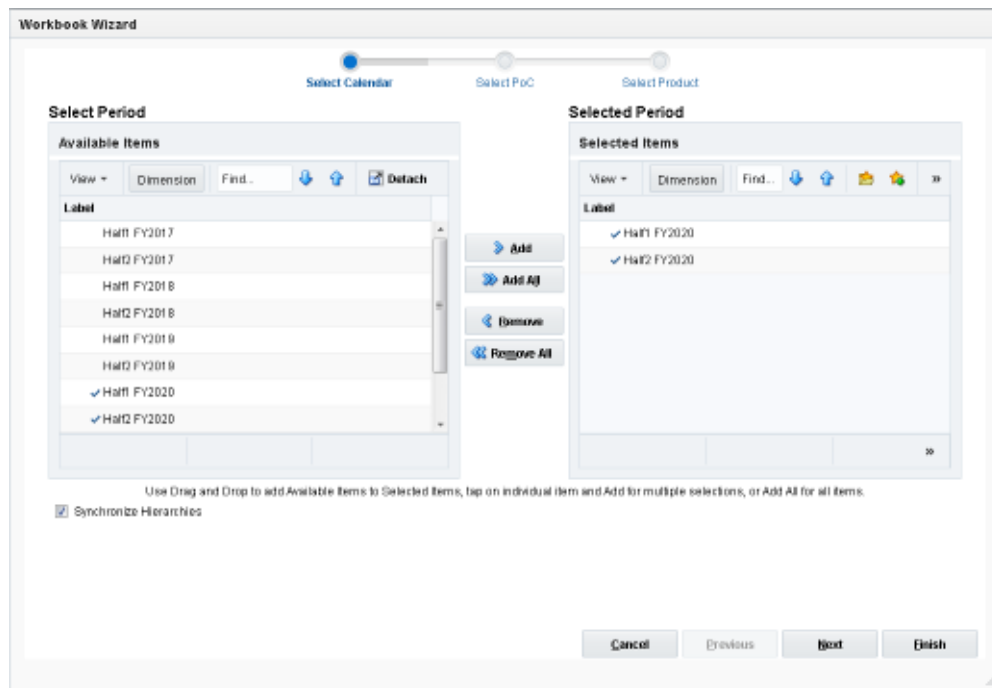 Workbook Wizard
Select Calendar
Select PoC
Select Product
Select Period
Available Items
View
Dimension
Find...
Detach
Label
Half1 FY2017
Half2 FY2017
Half1 FY2018
Half2 FY2018
Half1 FY2019
Half2 FY2019
Half1 FY2020
Half2 FY2020
Add
Add All
Remove
Remove All
Selected Period
Selected Items
View
Dimension
Find...
»
Label
Half1 FY2020
Half2 FY2020
»
Use Drag and Drop to add Available Items to Selected Items, tap on individual item and Add for multiple selections, or Add All for all items.
Synchronize Hierarchies
Cancel
Previous
Next
Finish